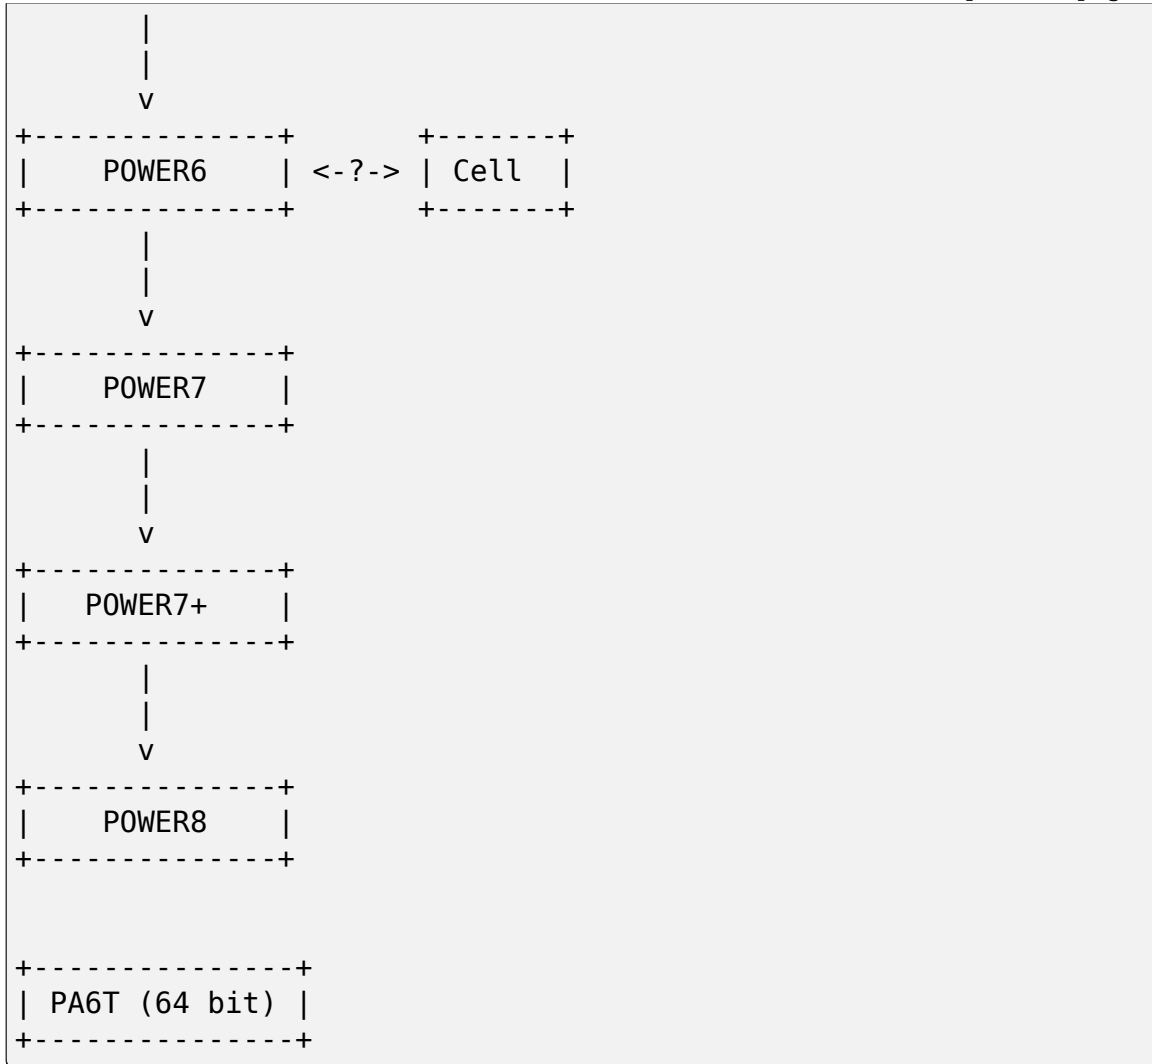 |
|
v
+--------------+ +-------+
| POWER6 | <-?-> | Cell |
+--------------+ +-------+
|
|
v
+--------------+
| POWER7 |
+--------------+
|
|
v
+--------------+
| POWER7+ |
+--------------+
|
|
v
+--------------+
| POWER8 |
+--------------+
+---------------+
| PA6T (64 bit) |
+---------------+